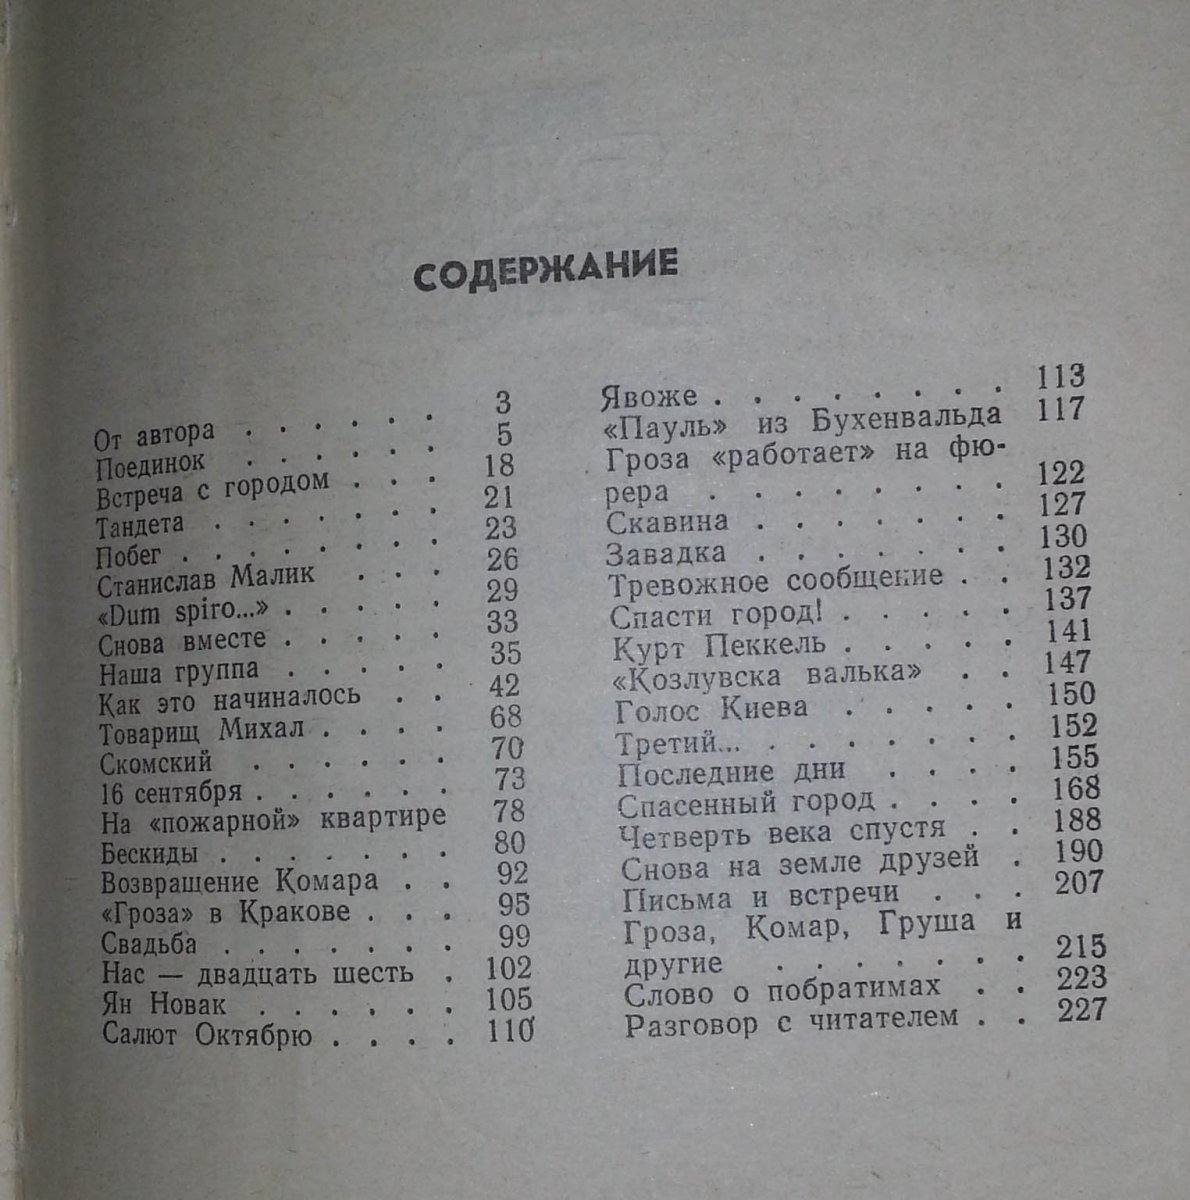 СОДЕРЖАНИЕ
От автора . . . . . . 3
Поединок . . . . . . 5
Встреча с городом . . . 18
Тандета . . . . . . . 21
Побег . . . . . . . . 23
Станислав Малик . . . 26
«Dum spiro...» . . . . . 29
Снова вместе . . . . . 33
Наша группа . . . . . 35
Как это начиналось . . 42
Товарищ Михал . . . . 68
Скомский . . . . . . 70
16 сентября . . . . . . 73
На «пожарной» квартире 78
Бескиды . . . . . . . 80
Возвращение Комара . . 92
«Гроза» в Кракове . . . 95
Свадьба . . . . . . . 99
Нас — двадцать шесть . 102
Ян Новак . . . . . . 105
Салют Октябрю . . . . 110
Явоже . . . . . . . . 113
«Пауль» из Бухенвальда 117
Гроза «работает» на фю-
рера . . . . . . . . 122
Скавина . . . . . . . 127
Завадка . . . . . . . 130
Тревожное сообщение . . 132
Спасти город! . . . . . 137
Курт Пеккель . . . . . 141
«Козлувска валька» . . 147
Голос Киева . . . . . 150
Третий... . . . . . . . 152
Последние дни . . . . 155
Спасенный город . . . . 168
Четверть века спустя . . 188
Снова на земле друзей . 190
Письма и встречи . . . 207
Гроза, Комар, Груша и
другие . . . . . . . 215
Слово о побратимах . . 223
Разговор с читателем . . 227